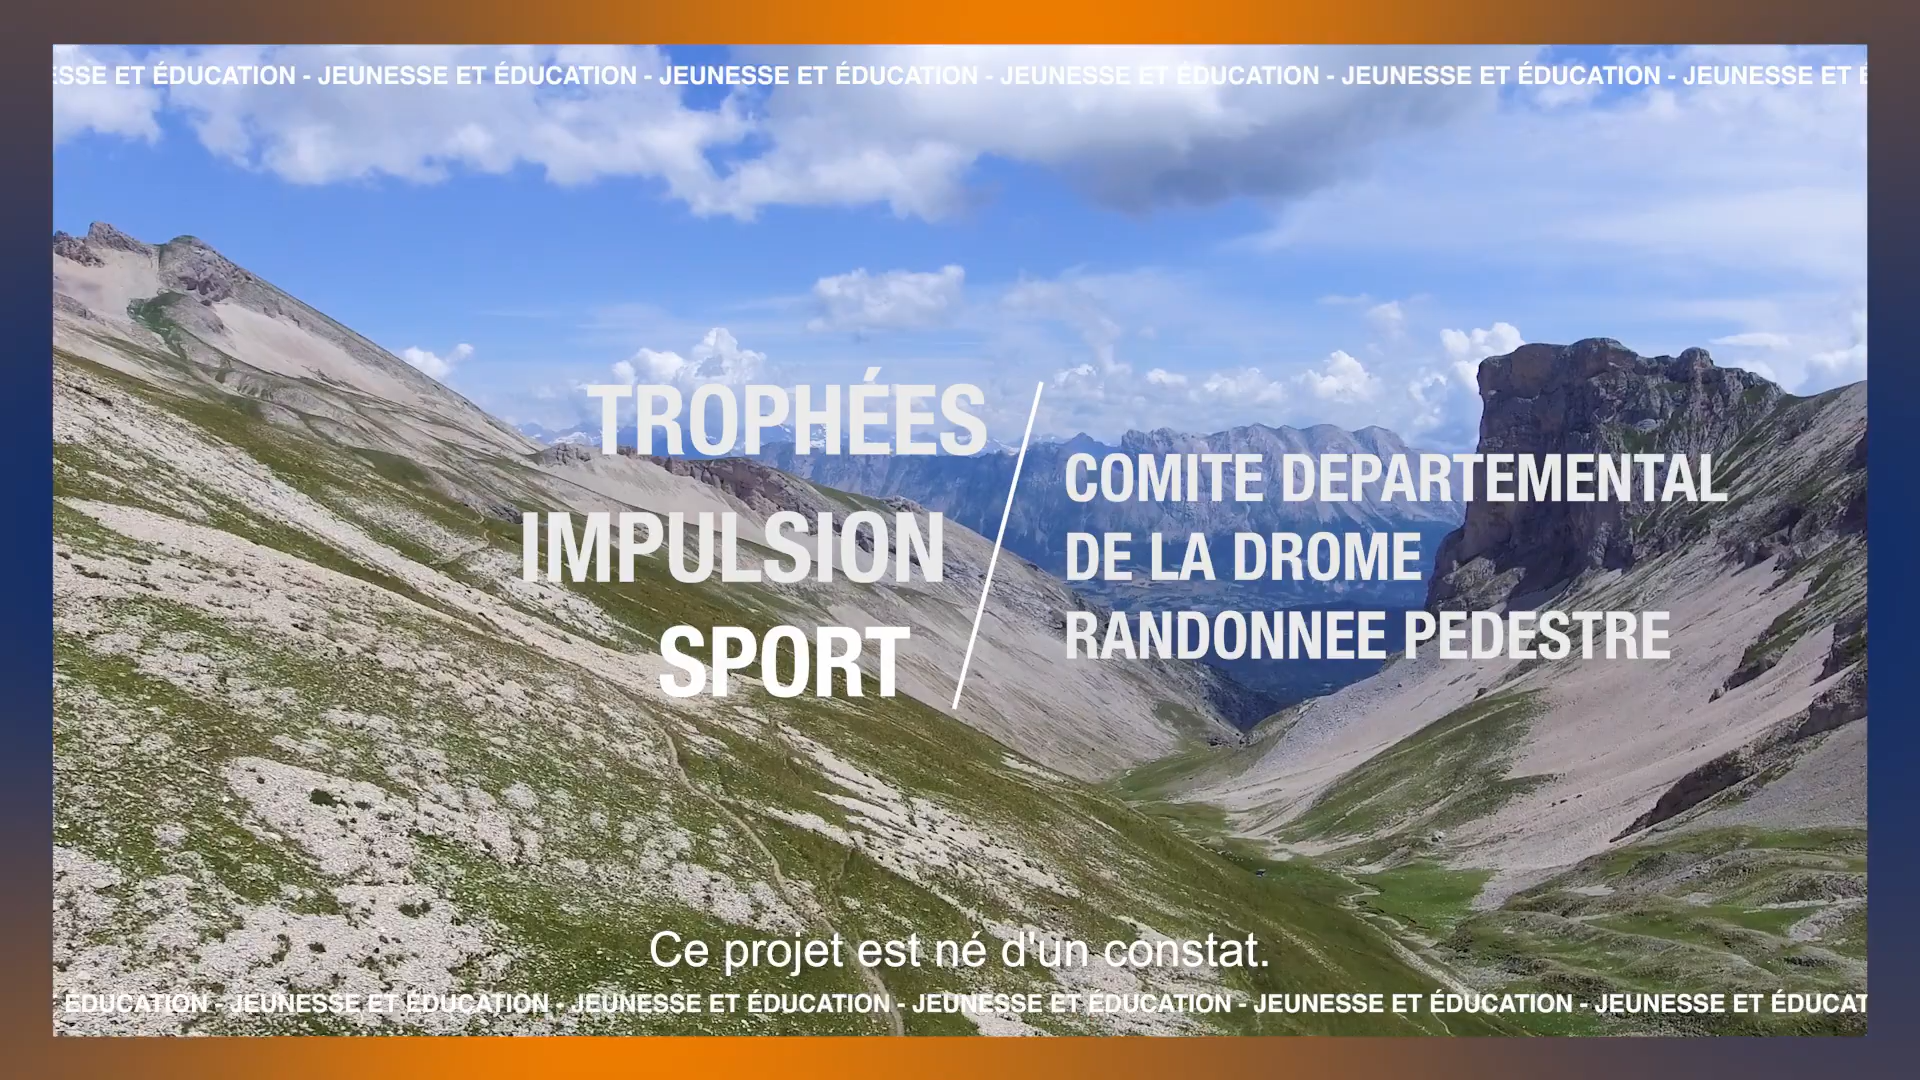 ESSE ET ÉDUCATION - JEUNESSE ET ÉDUCATION - JEUNESSE ET ÉDUCATION - JEUNESSE ET ÉDUCATION - JEUNESSE ET ÉDUCATION - JEUNESSE ET É
TROPHÉES
IMPULSION
SPORT
COMITE DEPARTEMENTAL
DE LA DROME
RANDONNEE PEDESTRE
Ce projet est né d'un constat.
ÉDUCATION - JEUNESSE ET ÉDUCATION - JEUNESSE ET ÉDUCATION - JEUNESSE ET ÉDUCATION - JEUNESSE ET ÉDUCATION - JEUNESSE ET ÉDUCAT